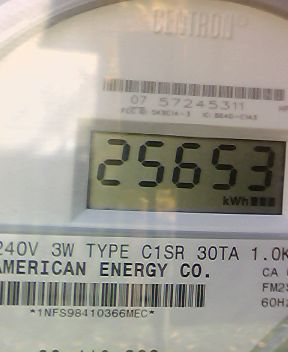 CENTRON®
07 57245311
25653
kWh
240V 3W TYPE C1SR 30TA 1.0K
AMERICAN ENERGY CO.
CA
FM2S
60Hz
*1NFS98410366MEC*